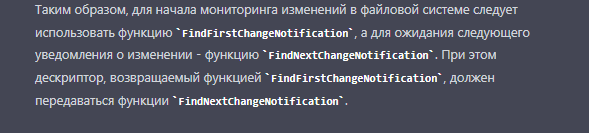 Таким образом, для начала мониторинга изменений в файловой системе следует
использовать функцию `FindFirstChangeNotification`, а для ожидания следующего
уведомления о изменении - функцию `FindNextChangeNotification`. При этом
дескриптор, возвращаемый функцией `FindFirstChangeNotification`, должен
передаваться функции `FindNextChangeNotification`.